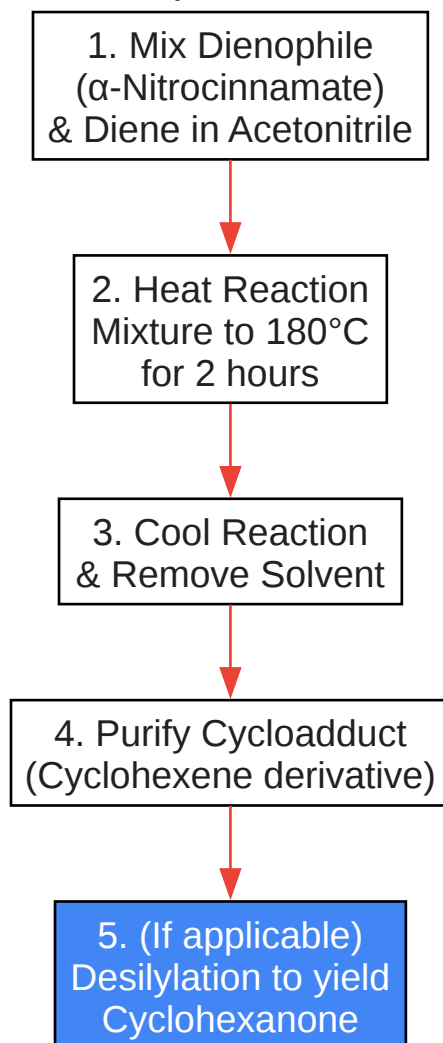 1. Mix Dienophile
(α-Nitrocinnamate)
& Diene in Acetonitrile
2. Heat Reaction
Mixture to 180°C
for 2 hours
3. Cool Reaction
& Remove Solvent
4. Purify Cycloadduct
(Cyclohexene derivative)
5. (If applicable)
Desilylation to yield
Cyclohexanone